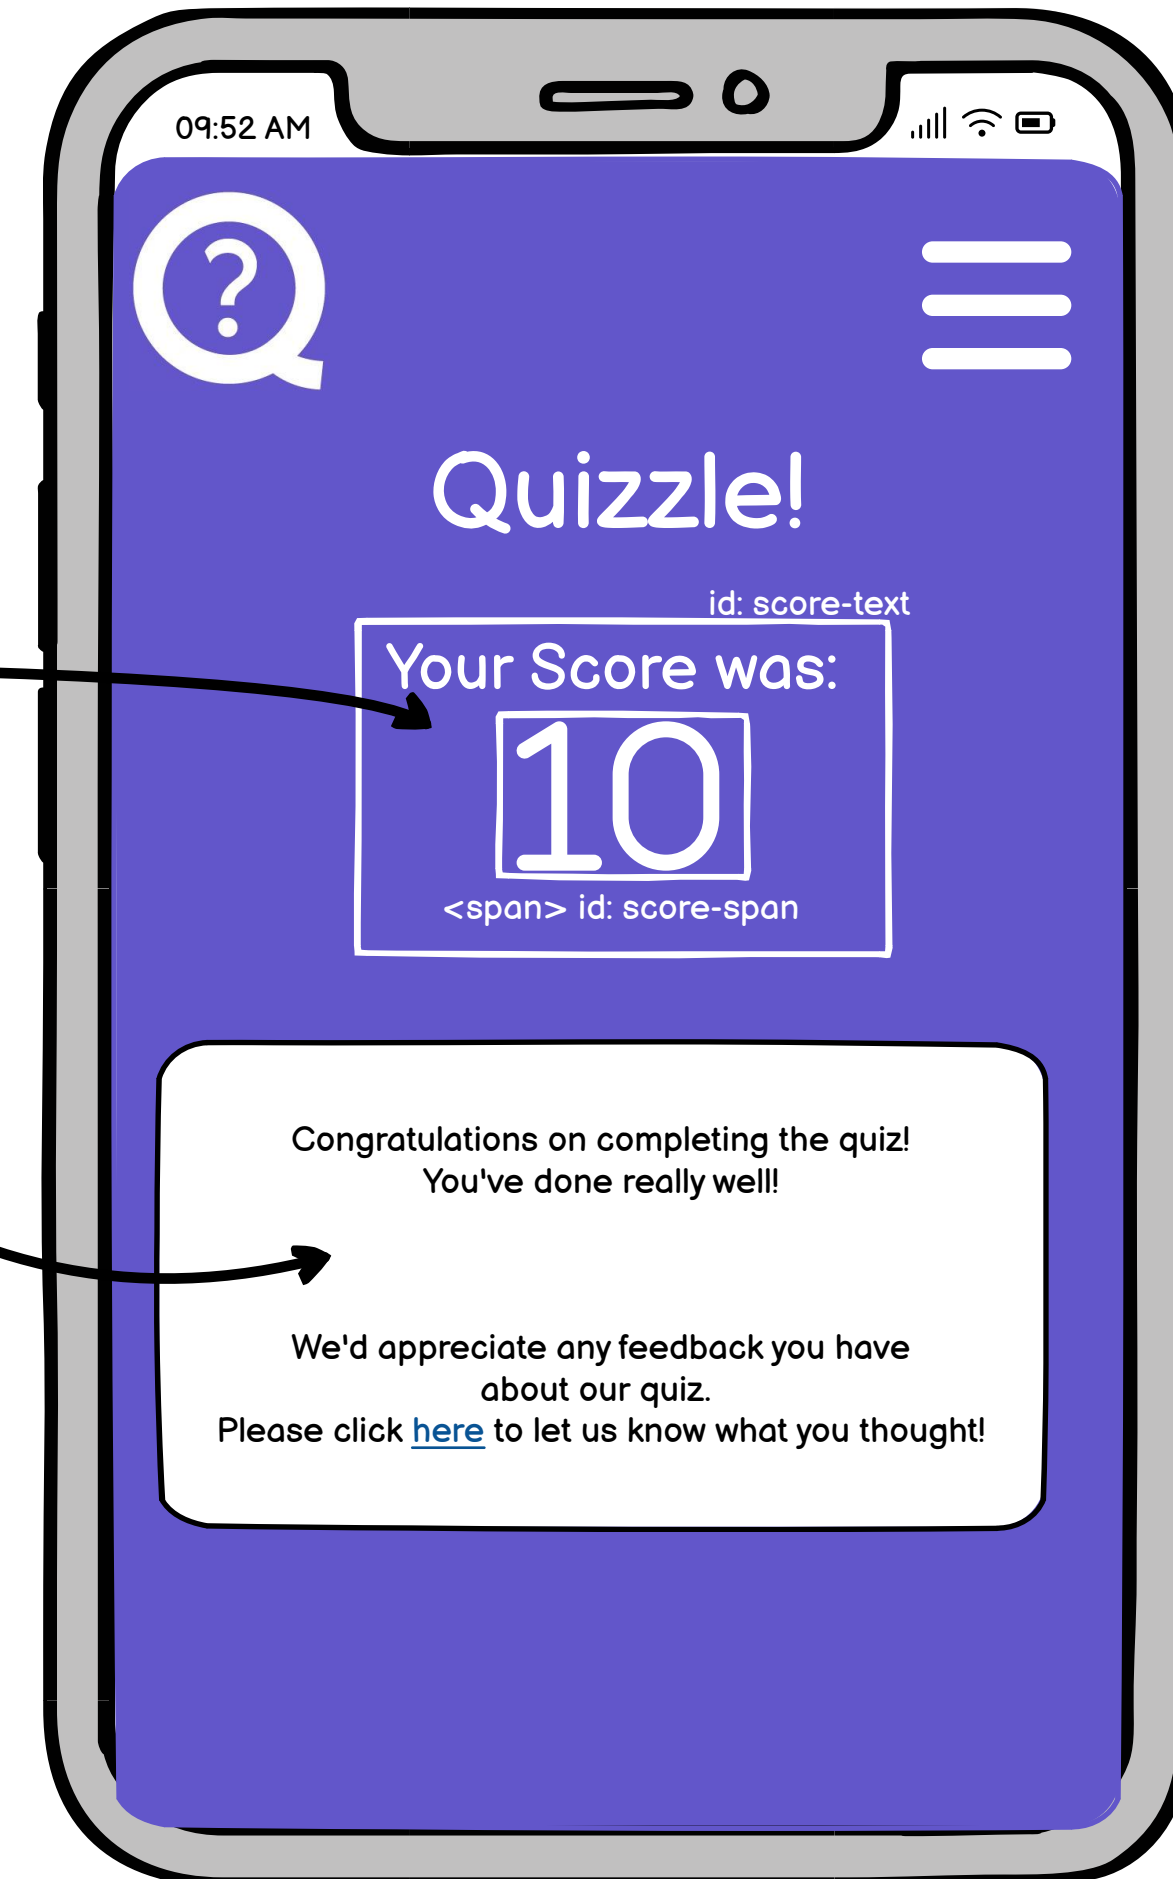 09:52 AM
Q?
Quizzle!
id: score-text
Your Score was:
10
<span> id: score-span
Congratulations on completing the quiz!
You've done really well!
We'd appreciate any feedback you have
about our quiz.
Please click here to let us know what you thought!